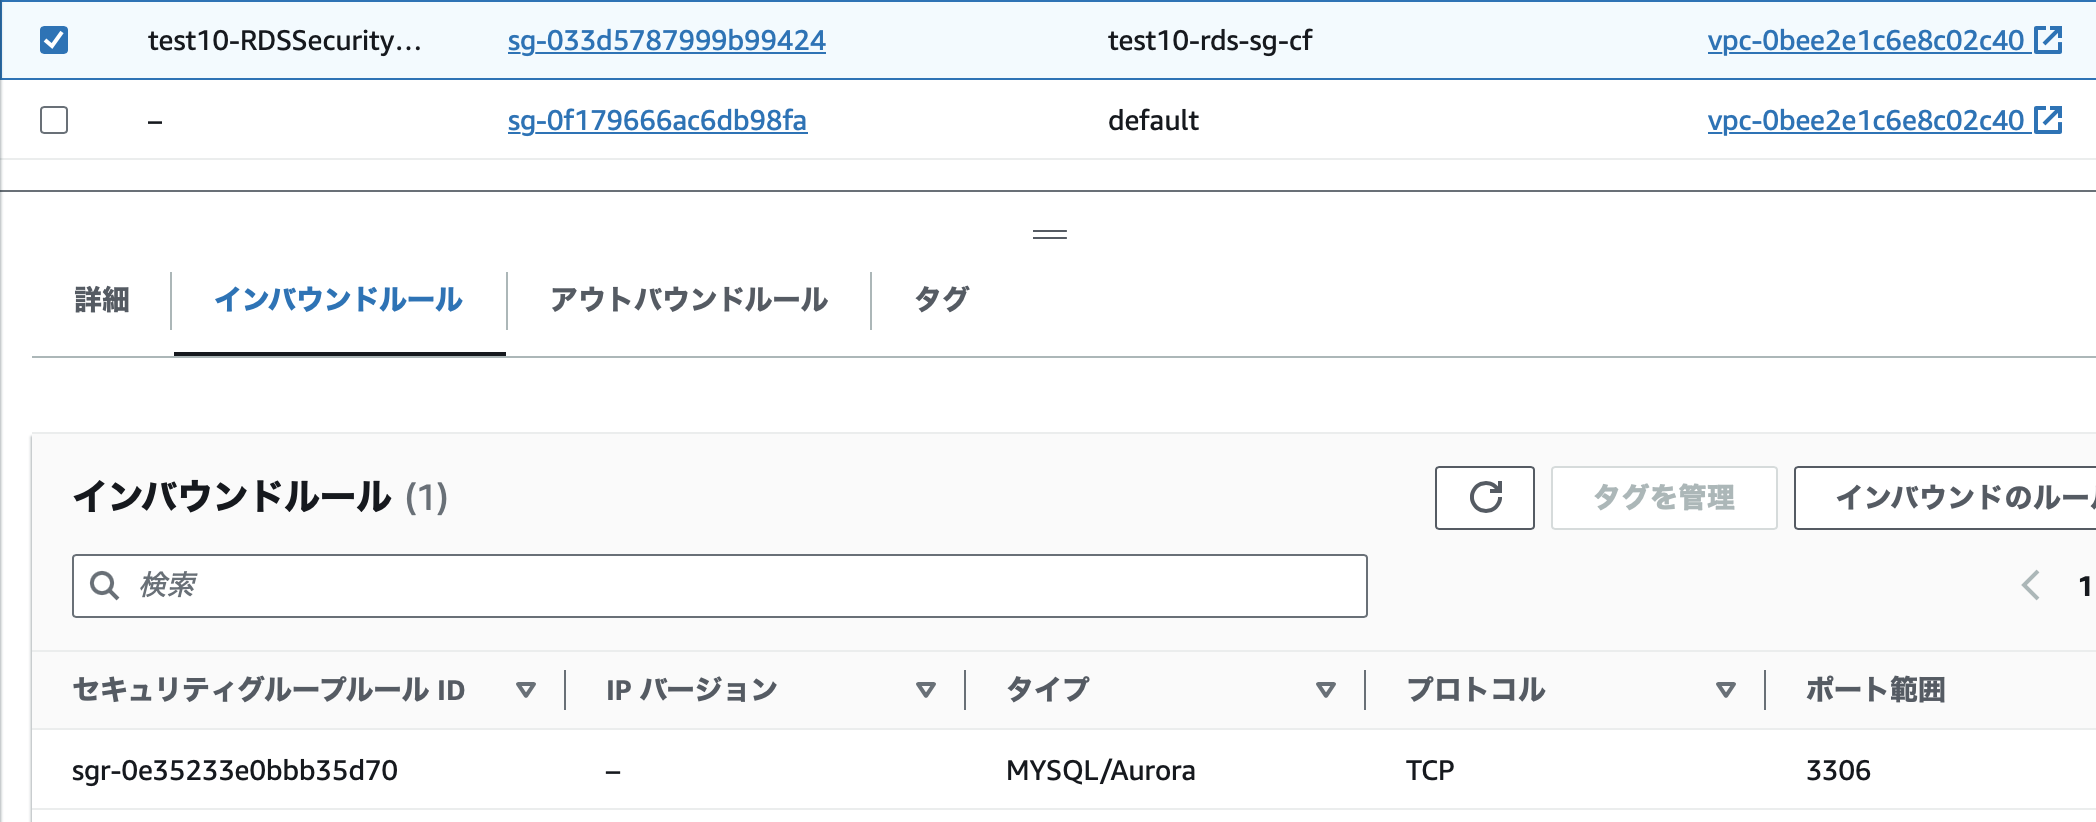 test10-RDSSecurity… sg-033d5787999b99424 test10-rds-sg-cf vpc-0bee2e1c6e8c02c40
– sg-0f179666ac6db98fa default vpc-0bee2e1c6e8c02c40
詳細 インバウンドルール アウトバウンドルール タグ
インバウンドルール (1) タグを管理 インバウンドのルー
検索 1
セキュリティグループルール ID IP バージョン タイプ プロトコル ポート範囲
sgr-0e35233e0bbb35d70 – MYSQL/Aurora TCP 3306